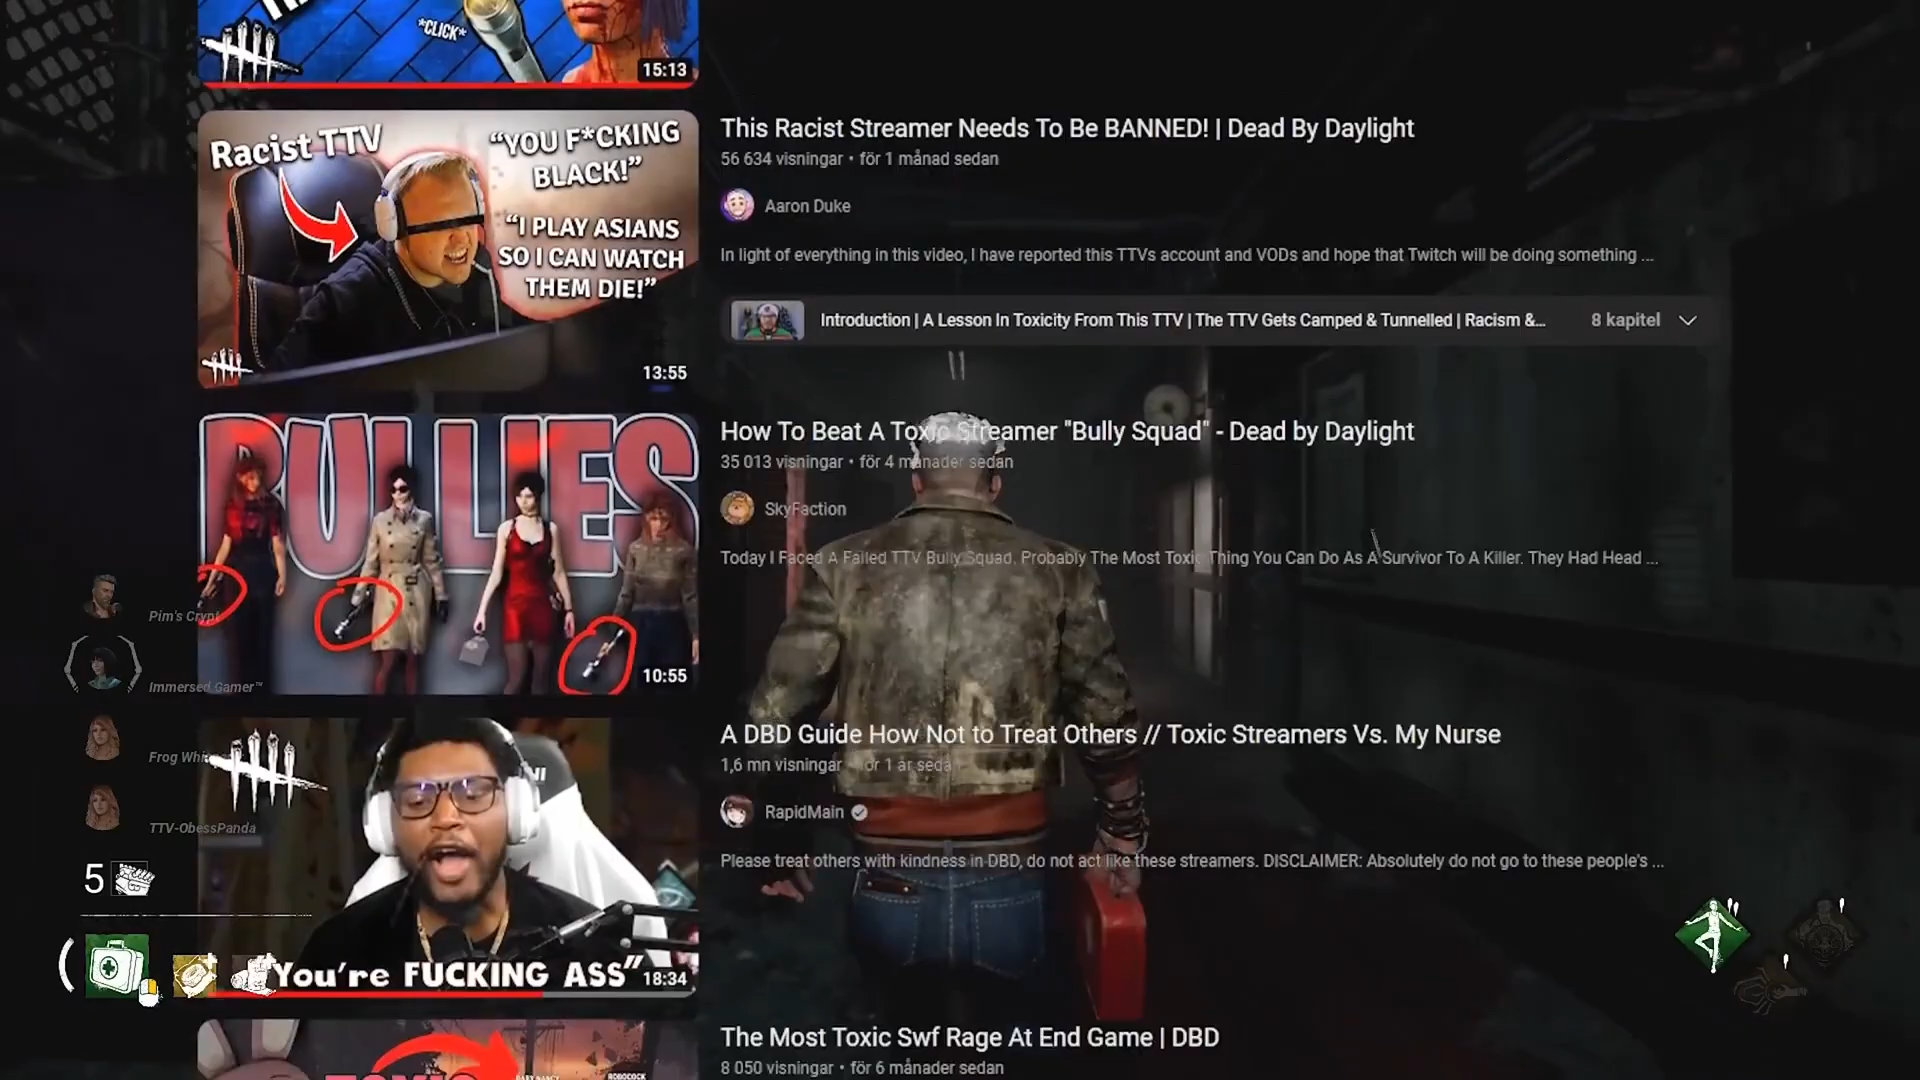 *CLICK*
15:13
Racist TTV
“YOU F*CKING
BLACK!”
“I PLAY ASIANS
SO I CAN WATCH
THEM DIE!”
13:55
This Racist Streamer Needs To Be BANNED! | Dead By Daylight
56 634 visningar • för 1 månad sedan
Aaron Duke
In light of everything in this video, I have reported this TTVs account and VODs and hope that Twitch will be doing something ...
Introduction | A Lesson In Toxicity From This TTV | The TTV Gets Camped & Tunnelled | Racism &...
8 kapitel
BULLIES
10:55
How To Beat A Toxic Streamer "Bully Squad" - Dead by Daylight
35 013 visningar • för 4 månader sedan
SkyFaction
Today I Faced A Failed TTV Bully Squad. Probably The Most Toxic Thing You Can Do As A Survivor To A Killer. They Had Head ...
Pim's Crypt
Immersed Gamer™
Frog
TTV-ObessPanda
5
You're FUCKING ASS”
18:34
A DBD Guide How Not to Treat Others // Toxic Streamers Vs. My Nurse
1,6 mn visningar • för 1 år sedan
RapidMain
Please treat others with kindness in DBD, do not act like these streamers. DISCLAIMER: Absolutely do not go to these people's ...
TOXIC
ROBOCOCK
The Most Toxic Swf Rage At End Game | DBD
8 050 visningar • för 6 månader sedan